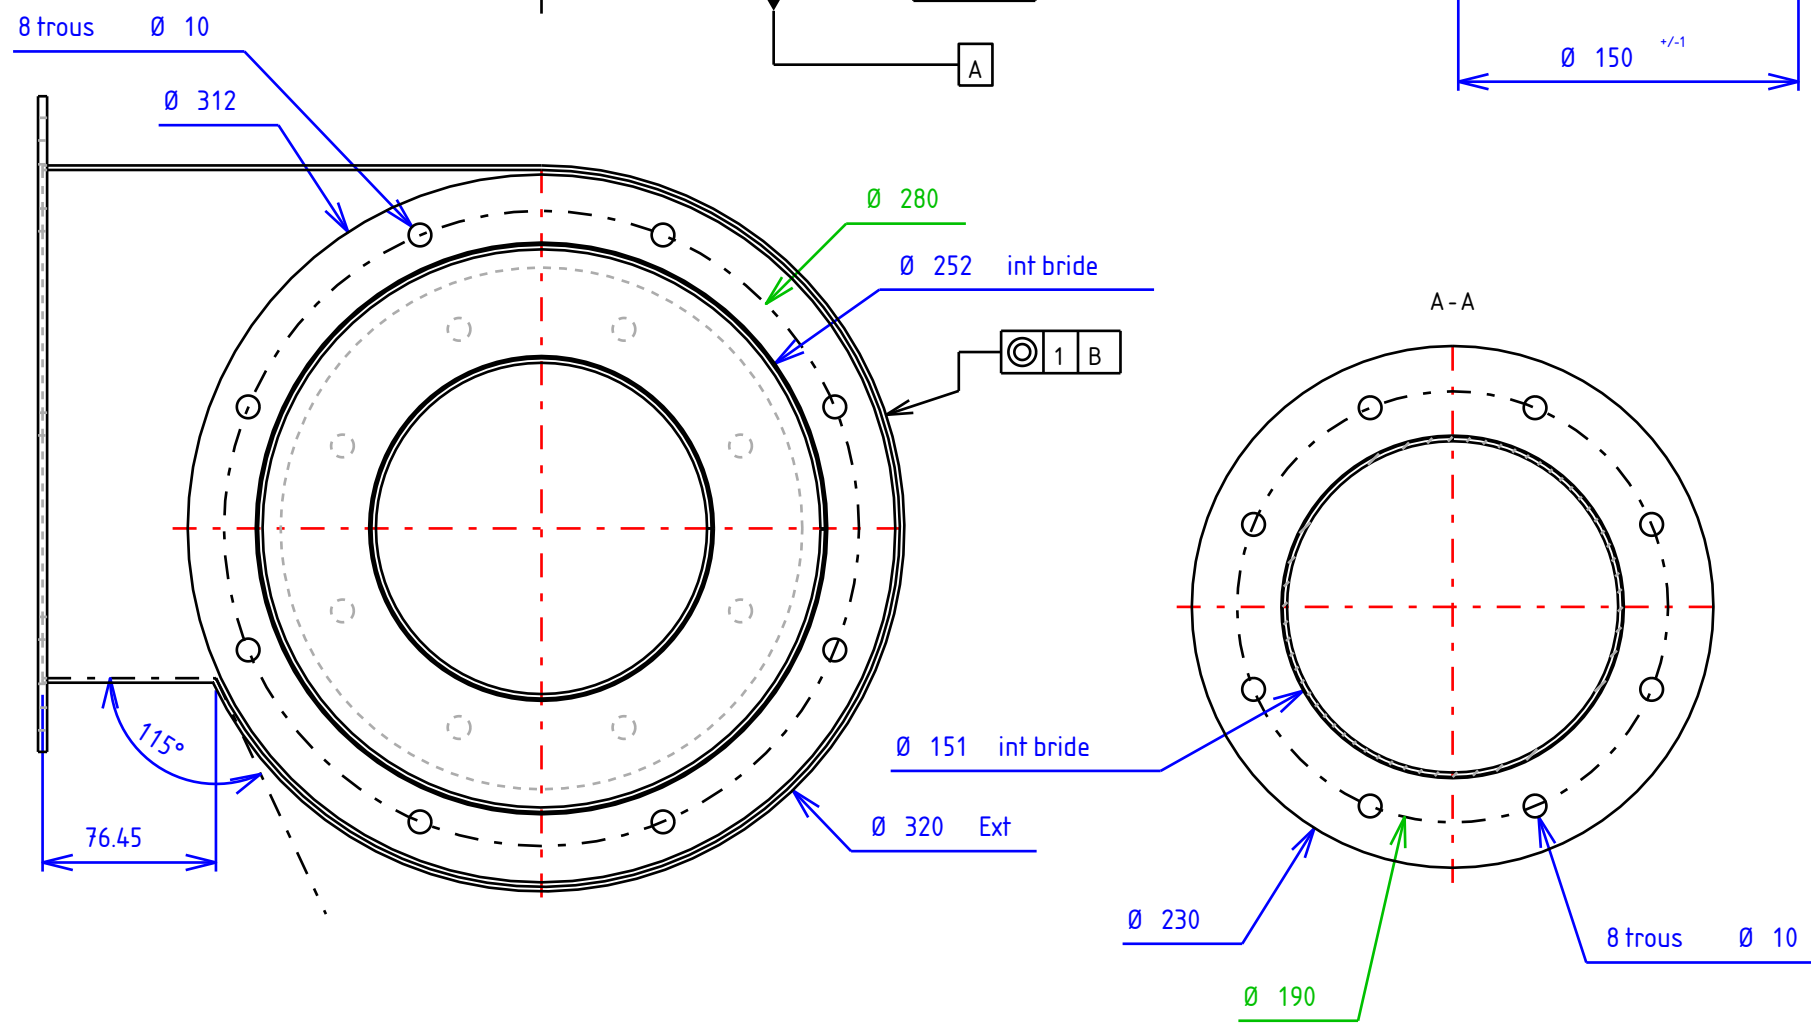 8 trous Ø 10
Ø 312
A
Ø 150 +/-1
Ø 280
Ø 252 int bride
1 B
A-A
115°
76.45
Ø 151 int bride
Ø 320 Ext
Ø 230
8 trous Ø 10
Ø 190